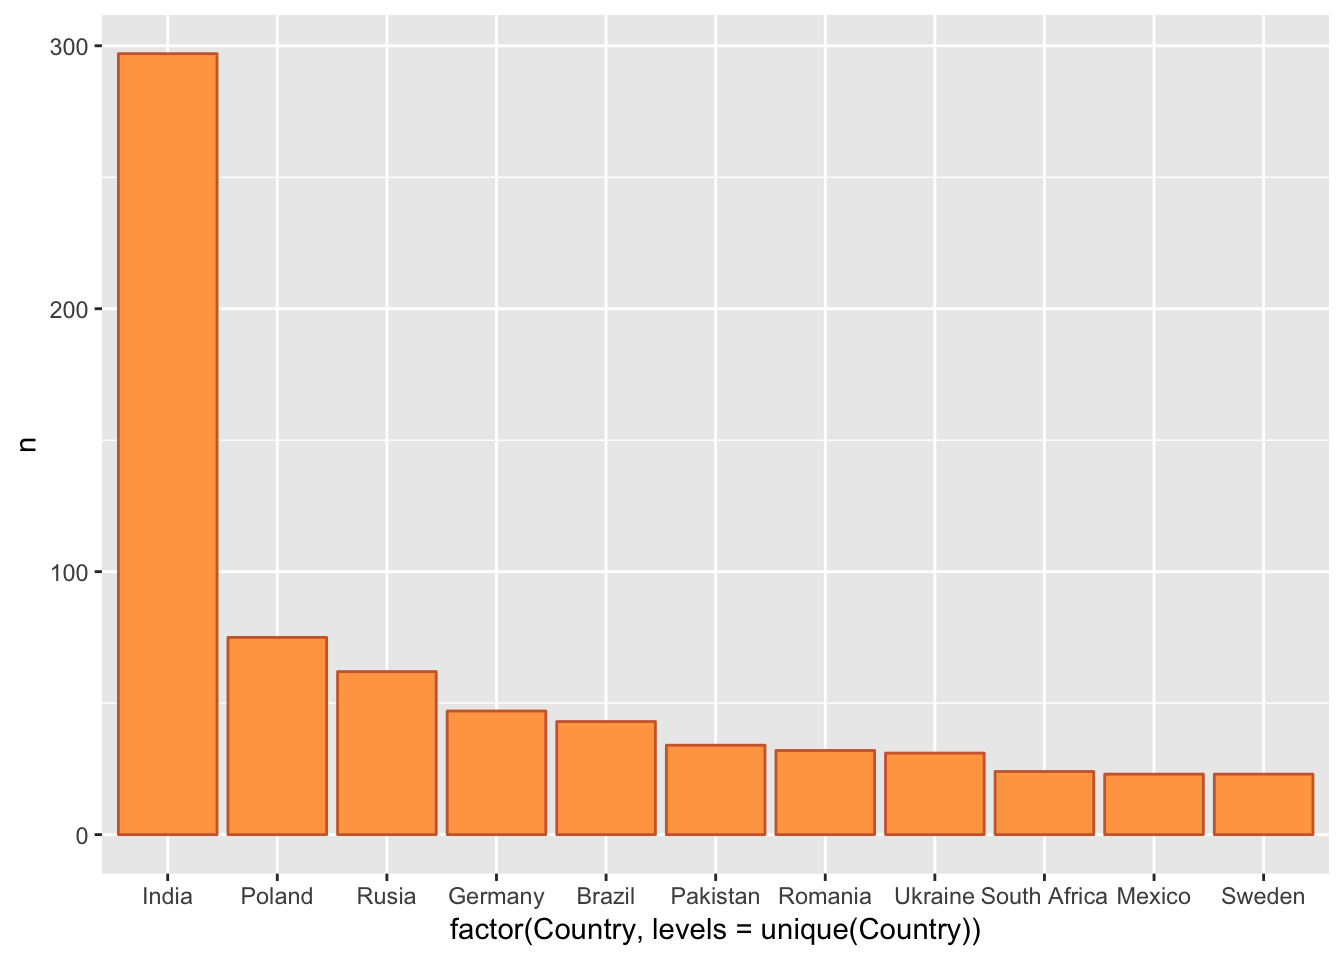 300
200
100
0
n
India Poland Rusia Germany Brazil Pakistan Romania Ukraine South Africa Mexico Sweden
factor(Country, levels = unique(Country))